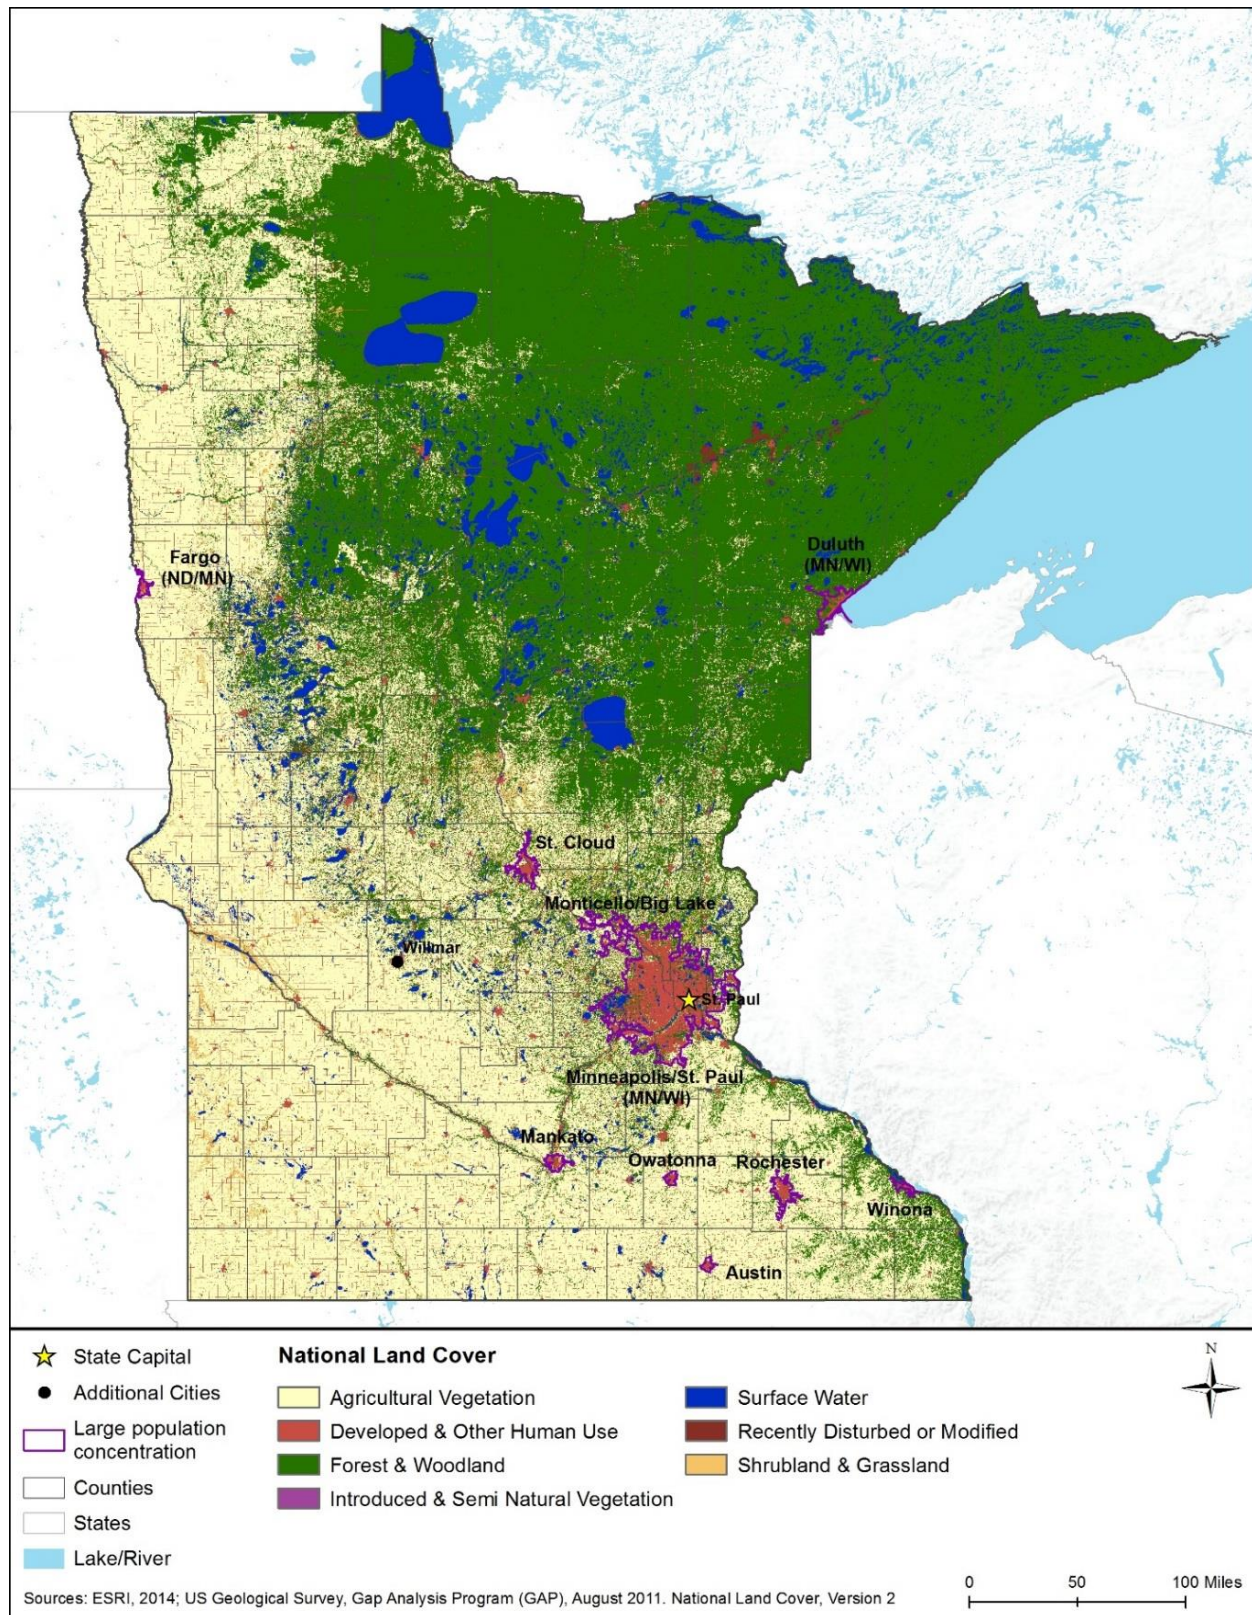 Fargo
(ND/MN)
Duluth
(MN/WI)
St. Cloud
Monticello/Big Lake
Willmar
St. Paul
Minneapolis/St. Paul
(MN/WI)
Mankato
Owatonna
Rochester
Winona
Austin
State Capital
Additional Cities
Large population
concentration
Counties
States
Lake/River
National Land Cover
Agricultural Vegetation
Developed & Other Human Use
Forest & Woodland
Introduced & Semi Natural Vegetation
Surface Water
Recently Disturbed or Modified
Shrubland & Grassland
N
0 50 100 Miles
Sources: ESRI, 2014; US Geological Survey, Gap Analysis Program (GAP), August 2011. National Land Cover, Version 2